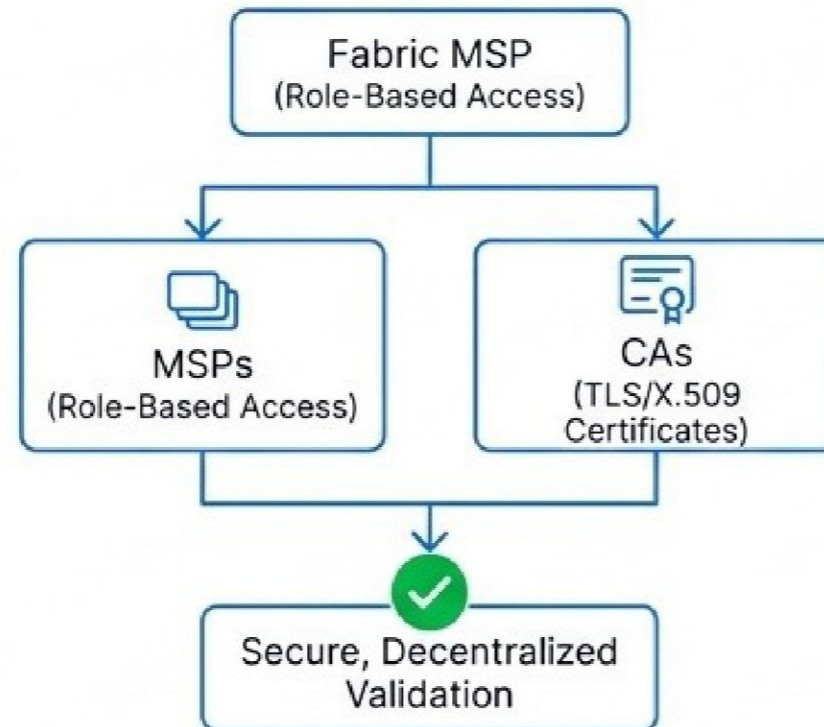 Fabric MSP
(Role-Based Access)
MSPs
(Role-Based Access)
CAs
(TLS/X.509
Certificates)
Secure, Decentralized
Validation